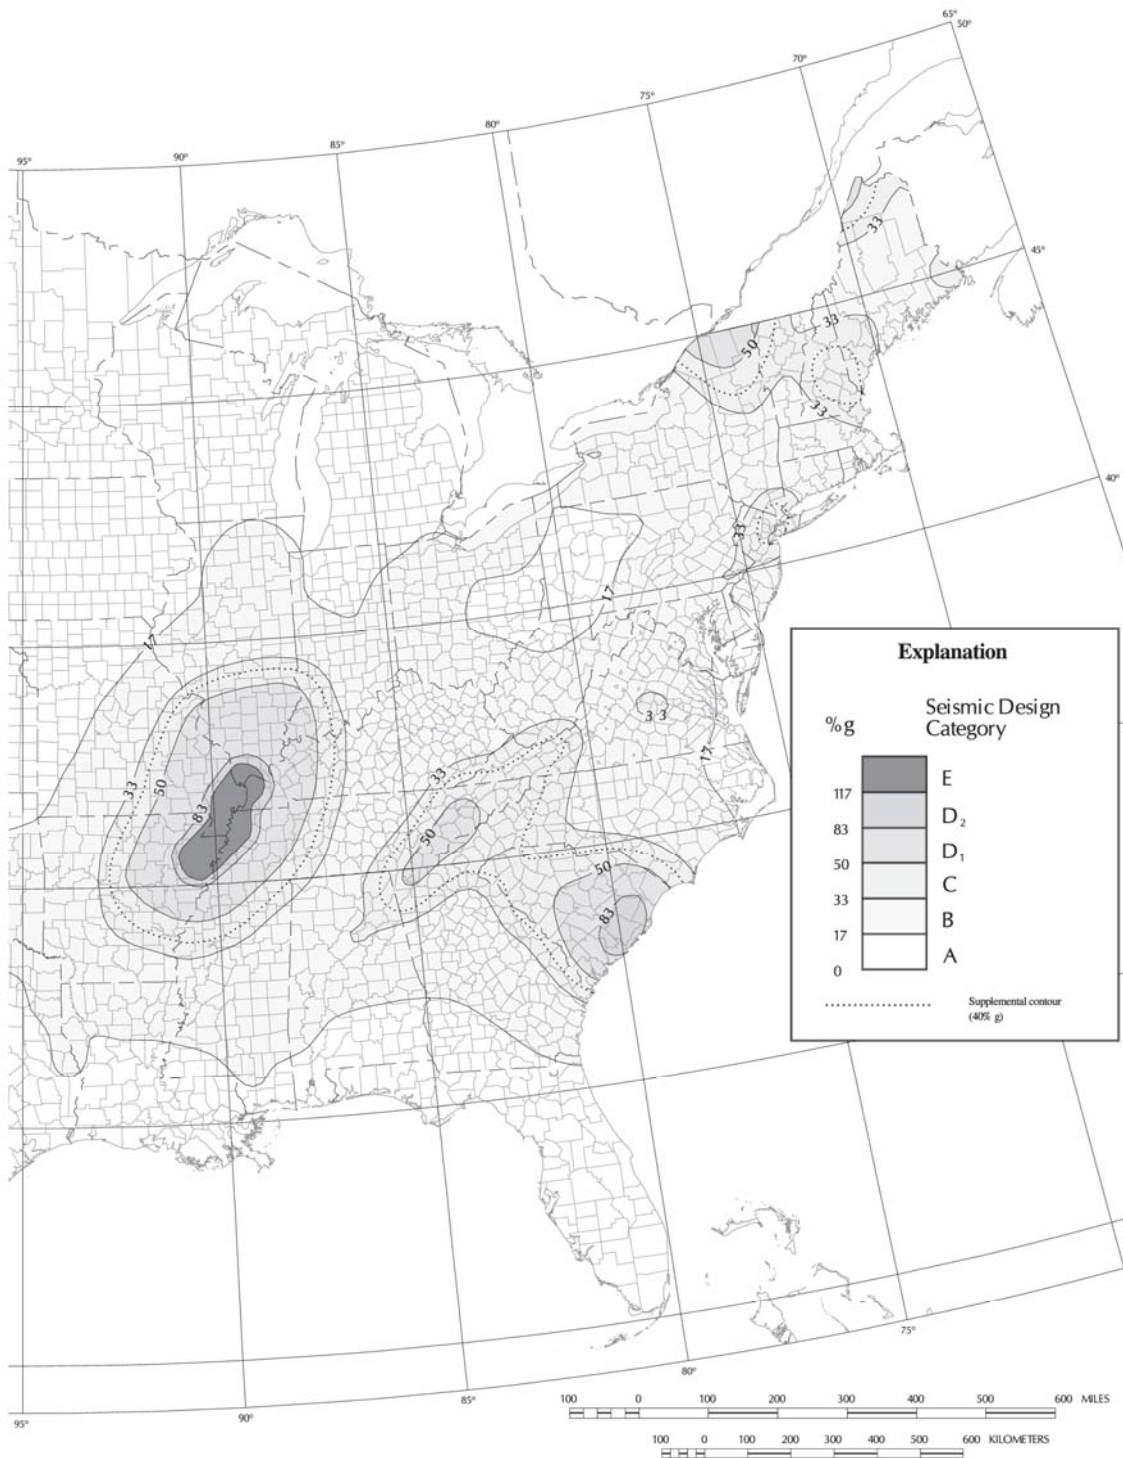 65°
50°
70°
75°
80°
85°
90°
95°
33
45°
33
50
33
40°
33
17
17
33
17
33
50
83
33
50
50
83
Explanation
%g
Seismic Design
Category
E
117
D2
83
D1
50
C
33
B
17
A
0
Supplemental contour
(40% g)
75°
80°
85°
90°
95°
100 0 100 200 300 400 500 600 MILES
100 0 100 200 300 400 500 600 KILOMETERS